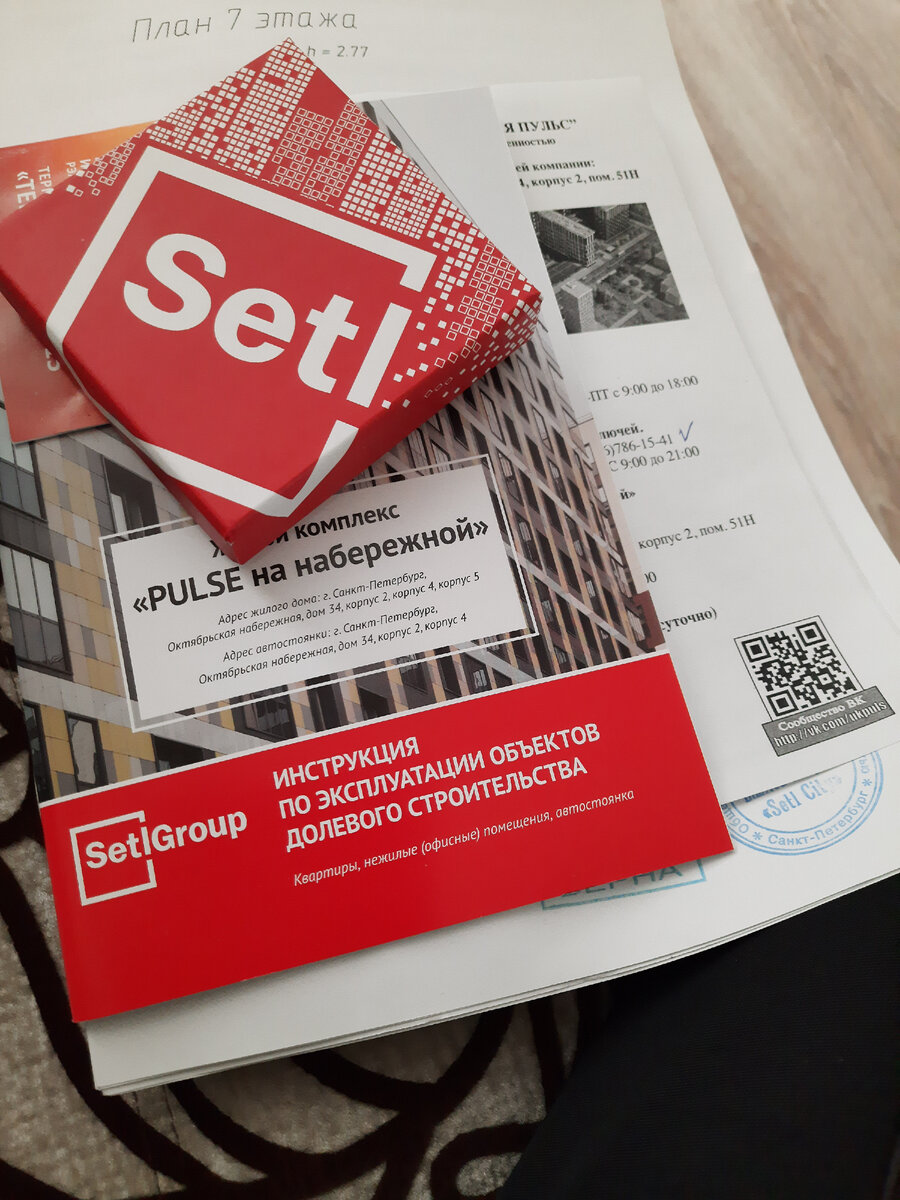 План 7 этажа
h = 2.77
Я ПУЛЬС”
ей компании:
4, корпус 2, пом. 51Н
Setl
-ПТ с 9:00 до 18:00
лючей.
5)786-15-41
С 9:00 до 21:00
комплекс
«PULSE на набережной»
Адрес жилого дома: г. Санкт-Петербург,
Октябрьская набережная, дом 34, корпус 2, корпус 4, корпус 5
Адрес автостоянки: г. Санкт-Петербург,
Октябрьская набережная, дом 34, корпус 2, корпус 4
корпус 2, пом. 51Н
суточно)
Сообщество ВК
http://vk.com/ukpuls
«Setl City»
Санкт-Петербург
SetlGroup
ИНСТРУКЦИЯ
ПО ЭКСПЛУАТАЦИИ ОБЪЕКТОВ
ДОЛЕВОГО СТРОИТЕЛЬСТВА
Квартиры, нежилые (офисные) помещения, автостоянка